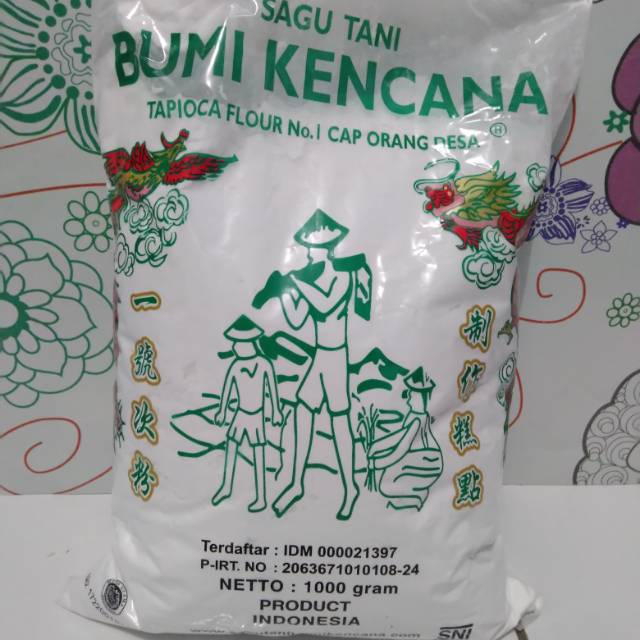 SAGU TANI
BUMI KENCANA
TAPIOCA FLOUR No.1 CAP ORANG DESA
H
一號次粉
制作糕點
Terdaftar : IDM 000021397
P-IRT. NO : 2063671010108-24
NETTO : 1000 gram
PRODUCT
INDONESIA
SNI